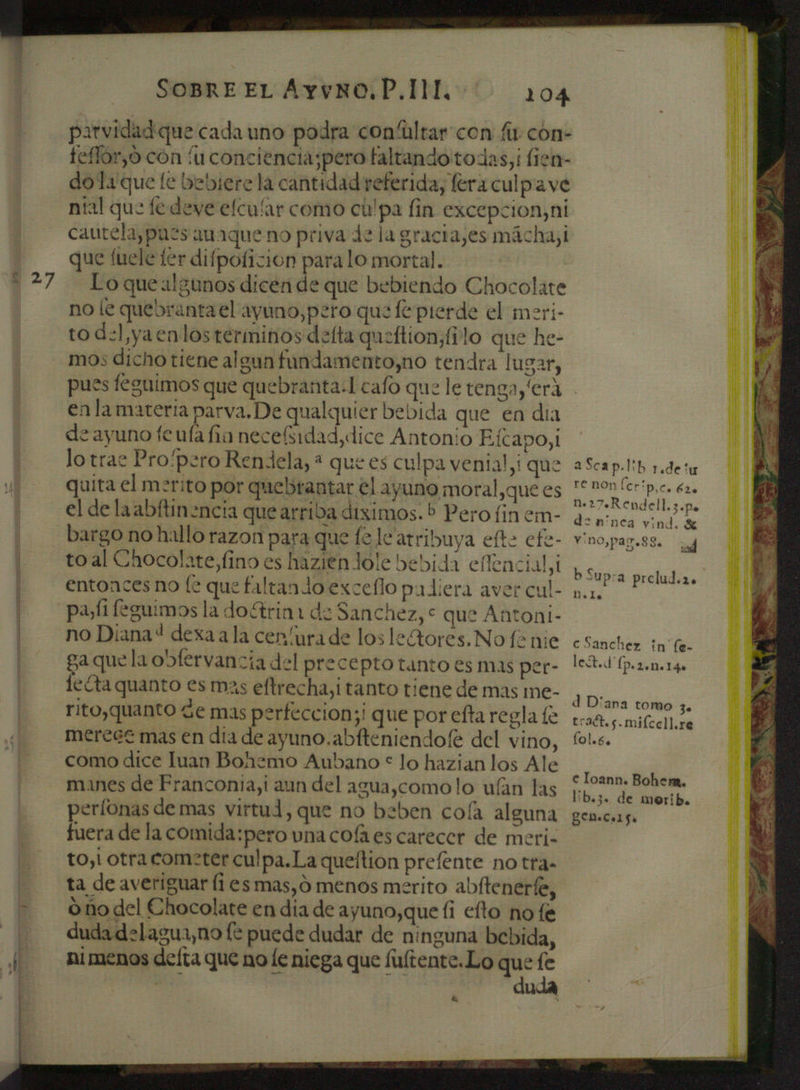 SOBRE EL AYVNO. P. III. 104
parvidad que cada uno podra conſultar con ſu con-
feſſor,ò con ſu conciencia;pero faltando todas,i ſien-
do la que ſe bebiere la cantidad referida, ſera culpa ve
nial que ſe deve eſcuſar como culpa ſin excepcion,ni
cautela,pues aunque no priva de la gracia,es mácha,i
que ſuele ſer diſpoſicion para lo mortal.
27 Lo que algunos dicen de que bebiendo Chocolate
no ſe quebranta el ayuno,pero que ſe pierde el meri-
to del,ya en los terminos deſta queſtion,ſi lo que he-
mos dicho tiene algun fundamento,no tendra lugar,
pues ſeguimos que quebranta.I caſo que le tenga,ſerà
en la materia parva.De qualquier bebida que en dia
de ayuno ſe uſa ſin neceſsidad,dice Antonio Eſcapo,i
lo trae Proſpero Rendela, a que es culpa venial,i que
quita el merito por quebrantar el ayuno moral,que es
el de la abſtinencia que arriba diximos. b Pero ſin em-
bargo no hallo razon para que ſe le atribuya eſte efe-
to al Chocolate,ſino es haziendole bebida eſſencial,i
entonces no ſe que faltando exceſſo pudiera aver cul-
pa,ſi ſeguimos la doctrina de Sanchez, c que Antoni-
no Diana d dexa a la cenſura de los lectores.No ſe nie
ga que la obſervancia del precepto tanto es mas per-
fecta quanto es mas eſtrecha,i tanto tiene de mas me-
rito,quanto de mas perfeccion;i que por eſta regla ſe
merece mas en dia de ayuno.abſteniendoſe del vino,
como dice Iuan Bohemo Aubano e lo hazian los Ale
manes de Franconia,i aun del agua,como lo uſan las
perſonas de mas virtud, que no beben coſa alguna
fuera de la comida:pero una coſa es carecer de meri-
to,i otra cometer culpa.La queſtion preſente no tra-
ta de averiguar ſi es mas,ò menos merito abſtenerſe,
ò no del Chocolate en dia de ayuno,que ſi eſto no ſe
duda del agua,no ſe puede dudar de ninguna bebida,
ni menos deſta que no ſe niega que ſuſtente.Lo que ſe
duda
a Scap.lib 1.de iu
re non ſcrip.c. 62.
n.27.Rendell.3.p.
de vinea vind. &
vino,pag.88.
b Supra prelud.2.
n.1.
c Sanchez in ſe-
lect.d ſp.2.n.14.
d Diana tomo 3.
tract.5.miſcell.re
ſol.6.
e Ioann. Bohem.
lib.3. de morib.
gen.c.15.